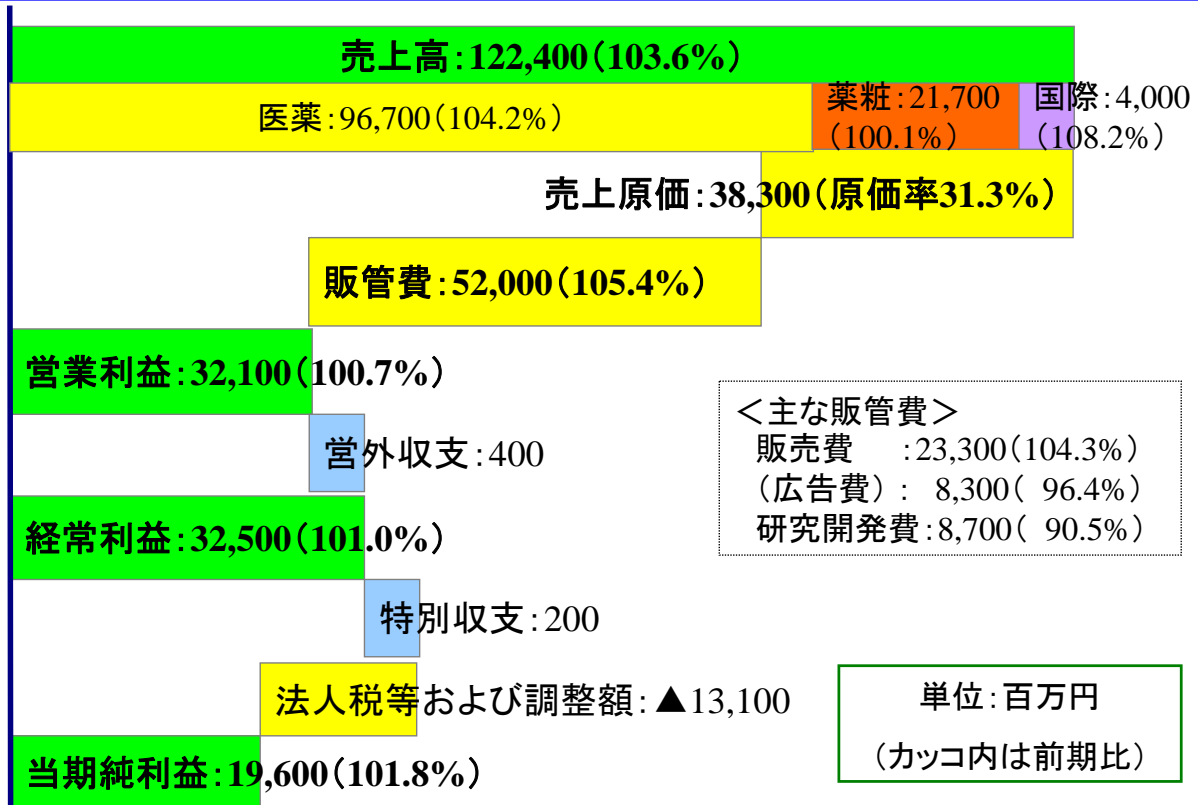 売上高：122,400（103.6%）
医薬：96,700（104.2%）
薬粧：21,700
（100.1%）
国際：4,000
（108.2%）
売上原価：38,300（原価率31.3%）
販管費：52,000（105.4%）
営業利益：32,100（100.7%）
営外収支：400
経常利益：32,500（101.0%）
特別収支：200
法人税等および調整額：▲13,100
当期純利益：19,600（101.8%）
＜主な販管費＞
販売費　：23,300（104.3%）
（広告費）： 8,300（ 96.4%）
研究開発費：8,700（ 90.5%）
単位：百万円
（カッコ内は前期比）